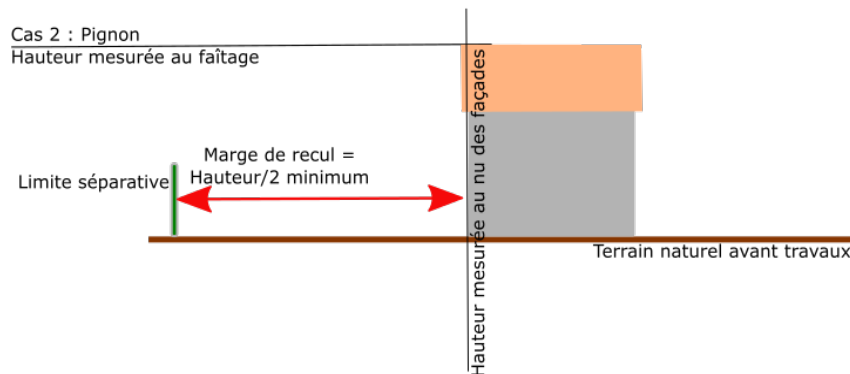 Cas 2 : Pignon
Hauteur mesurée au faîtage
Hauteur mesurée au nu des façades
Marge de recul =
Hauteur/2 minimum
Limite séparative
Terrain naturel avant travaux